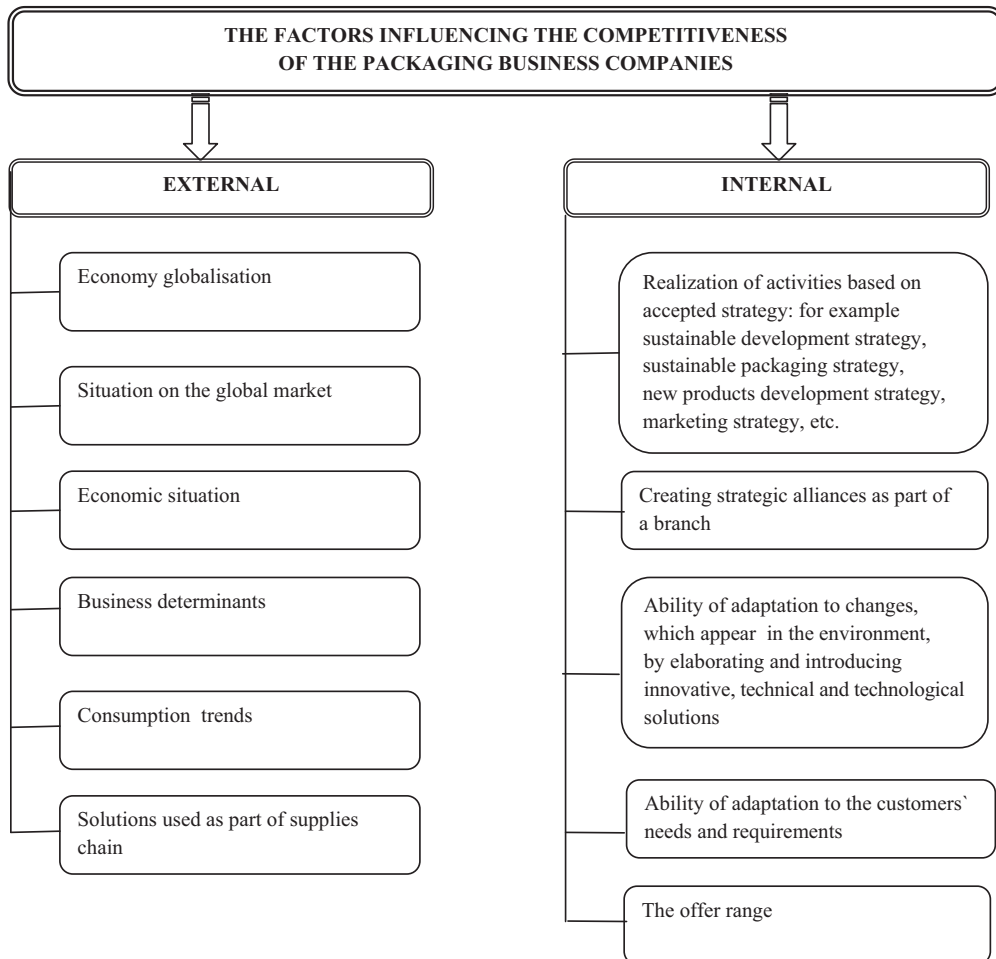 THE FACTORS INFLUENCING THE COMPETITIVENESS
OF THE PACKAGING BUSINESS COMPANIES
EXTERNAL
Economy globalisation
Situation on the global market
Economic situation
Business determinants
Consumption trends
Solutions used as part of supplies
chain
INTERNAL
Realization of activities based on
accepted strategy: for example
sustainable development strategy,
sustainable packaging strategy,
new products development strategy,
marketing strategy, etc.
Creating strategic alliances as part of
a branch
Ability of adaptation to changes,
which appear in the environment,
by elaborating and introducing
innovative, technical and technological
solutions
Ability of adaptation to the customers`
needs and requirements
The offer range